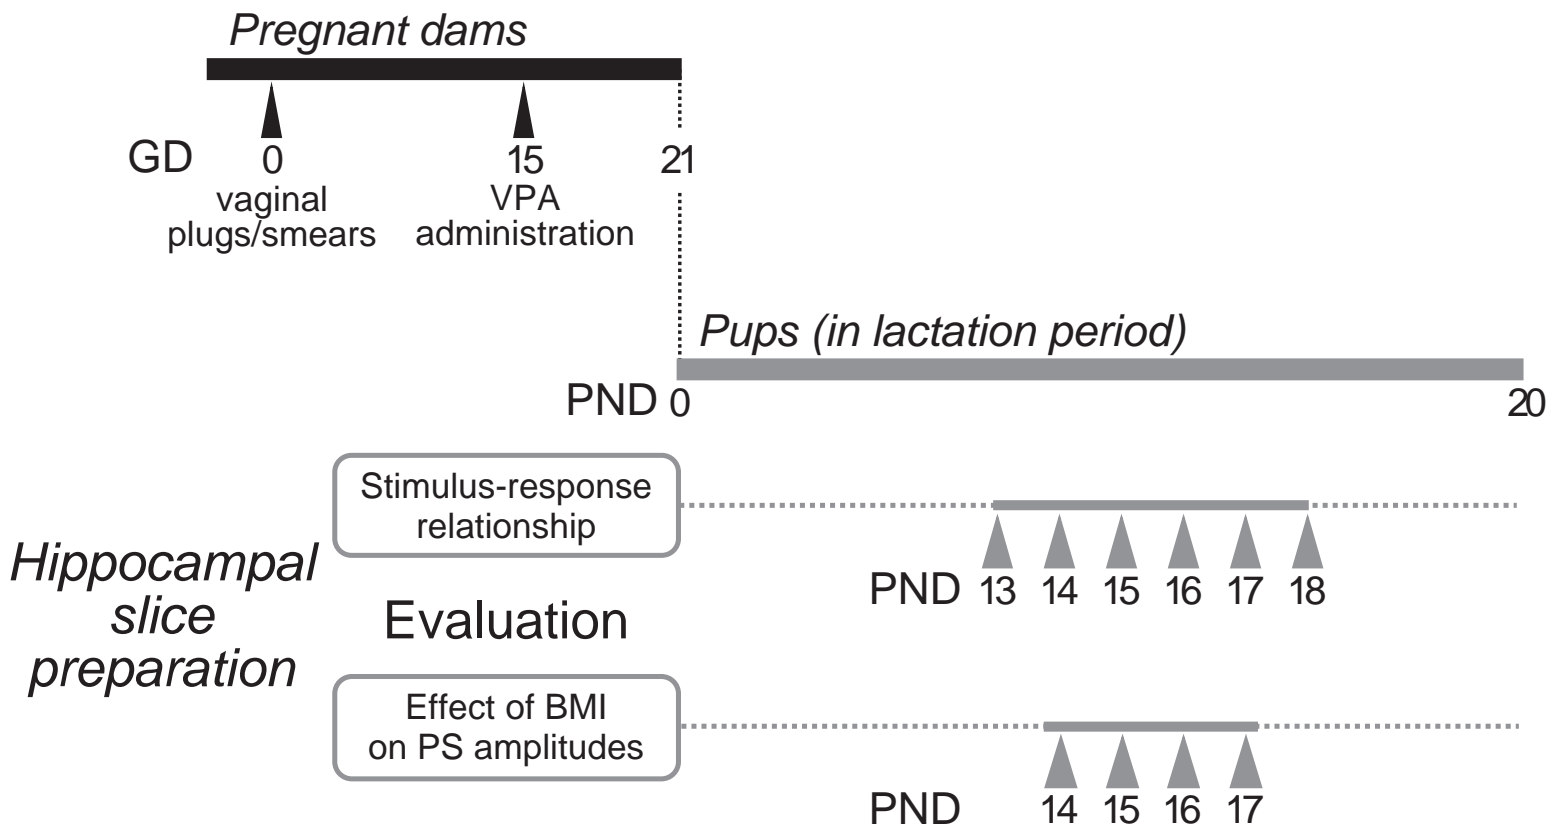 Pregnant dams
GD 0 15 21
vaginal
plugs/smears
VPA
administration
Pups (in lactation period)
PND 0 20
Hippocampal
slice
preparation
Stimulus-response
relationship
PND 13 14 15 16 17 18
Evaluation
Effect of BMI
on PS amplitudes
PND 14 15 16 17